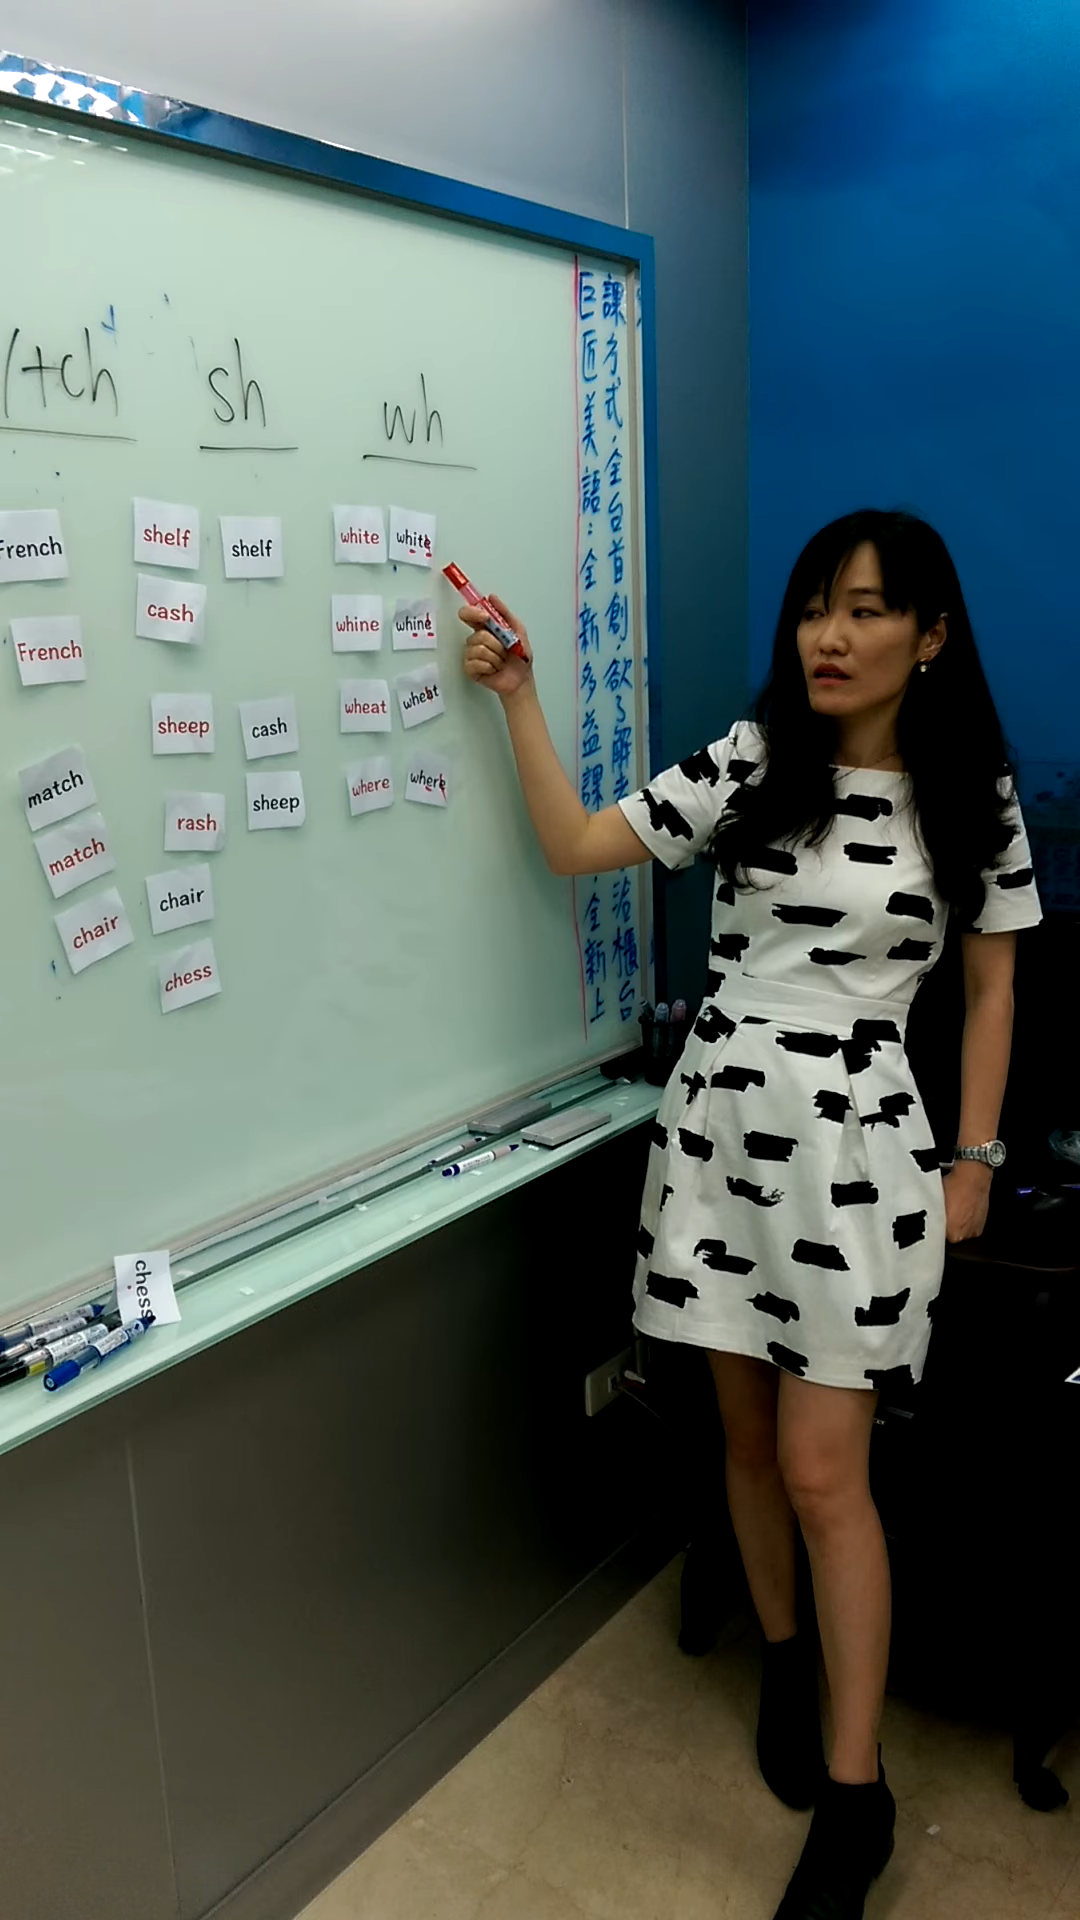 /tch
sh
wh
French
French
match
match
chair
shelf
shelf
cash
sheep
cash
rash
sheep
chair
chess
white
white
whine
whine
wheat
wheat
where
where
課方式.全台首創.欲了解
洽櫃台
巨匠美語:全新多益課
全新上
chess